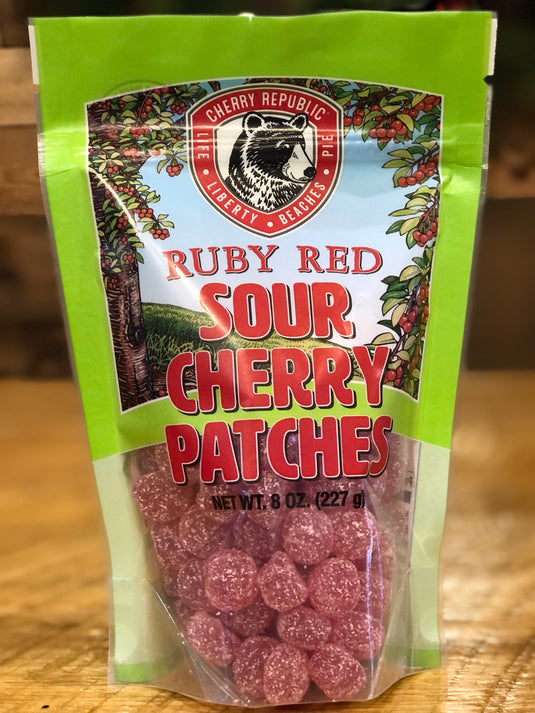 CHERRY REPUBLIC
LIFE • LIBERTY • BEACHES • PIE
RUBY RED
SOUR
CHERRY
PATCHES
NET WT. 8 OZ. (227 g)